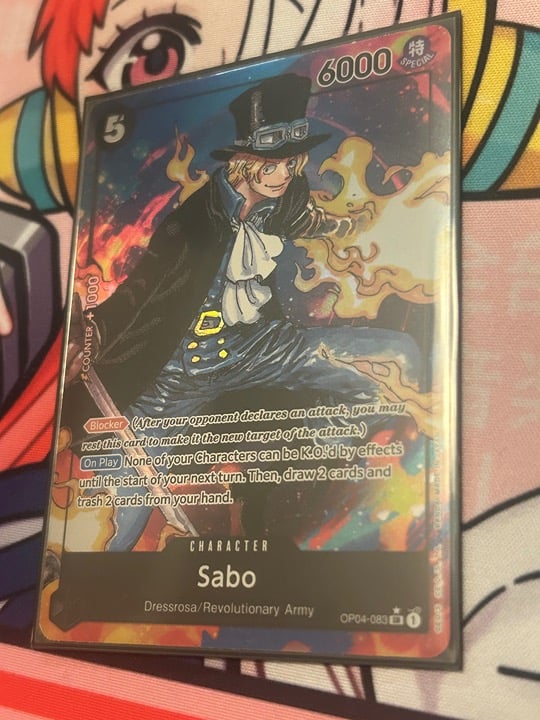 5
6000
特
SPECIAL
COUNTER +1000
Blocker (After your opponent declares an attack, you may
rest this card to make it the new target of the attack.)
On Play None of your Characters can be K.O.'d by effects
until the start of your next turn. Then, draw 2 cards and
trash 2 cards from your hand.
CHARACTER
Sabo
Dressrosa/Revolutionary Army
OP04-083 SR 1